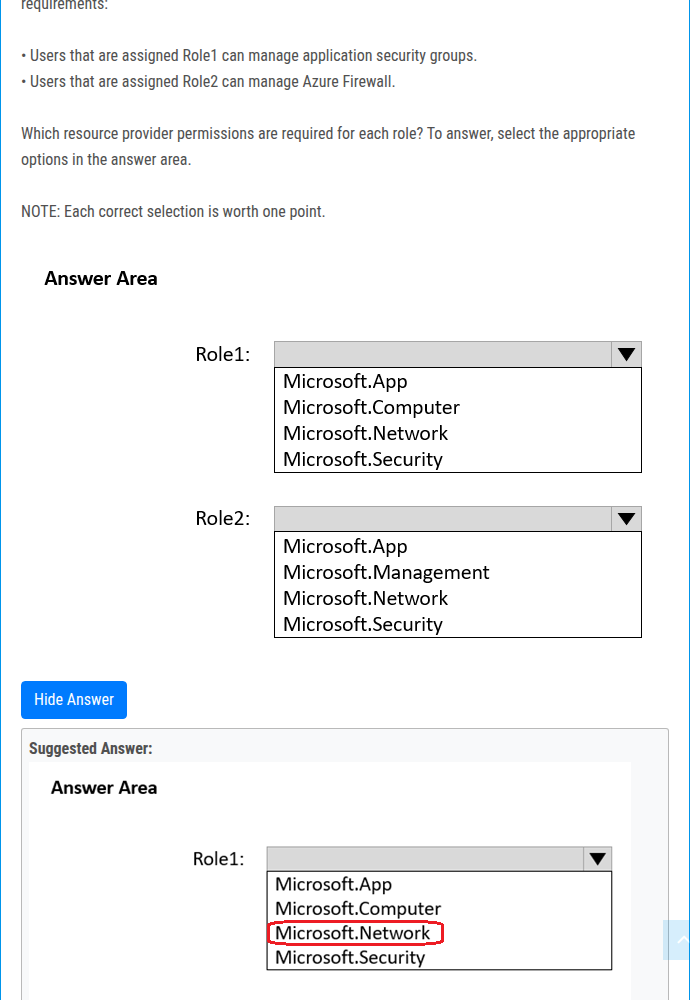 requirements:
• Users that are assigned Role1 can manage application security groups.
• Users that are assigned Role2 can manage Azure Firewall.
Which resource provider permissions are required for each role? To answer, select the appropriate
options in the answer area.
NOTE: Each correct selection is worth one point.
Answer Area
Role1:
Microsoft.App
Microsoft.Computer
Microsoft.Network
Microsoft.Security
Role2:
Microsoft.App
Microsoft.Management
Microsoft.Network
Microsoft.Security
Hide Answer
Suggested Answer:
Answer Area
Role1:
Microsoft.App
Microsoft.Computer
Microsoft.Network
Microsoft.Security